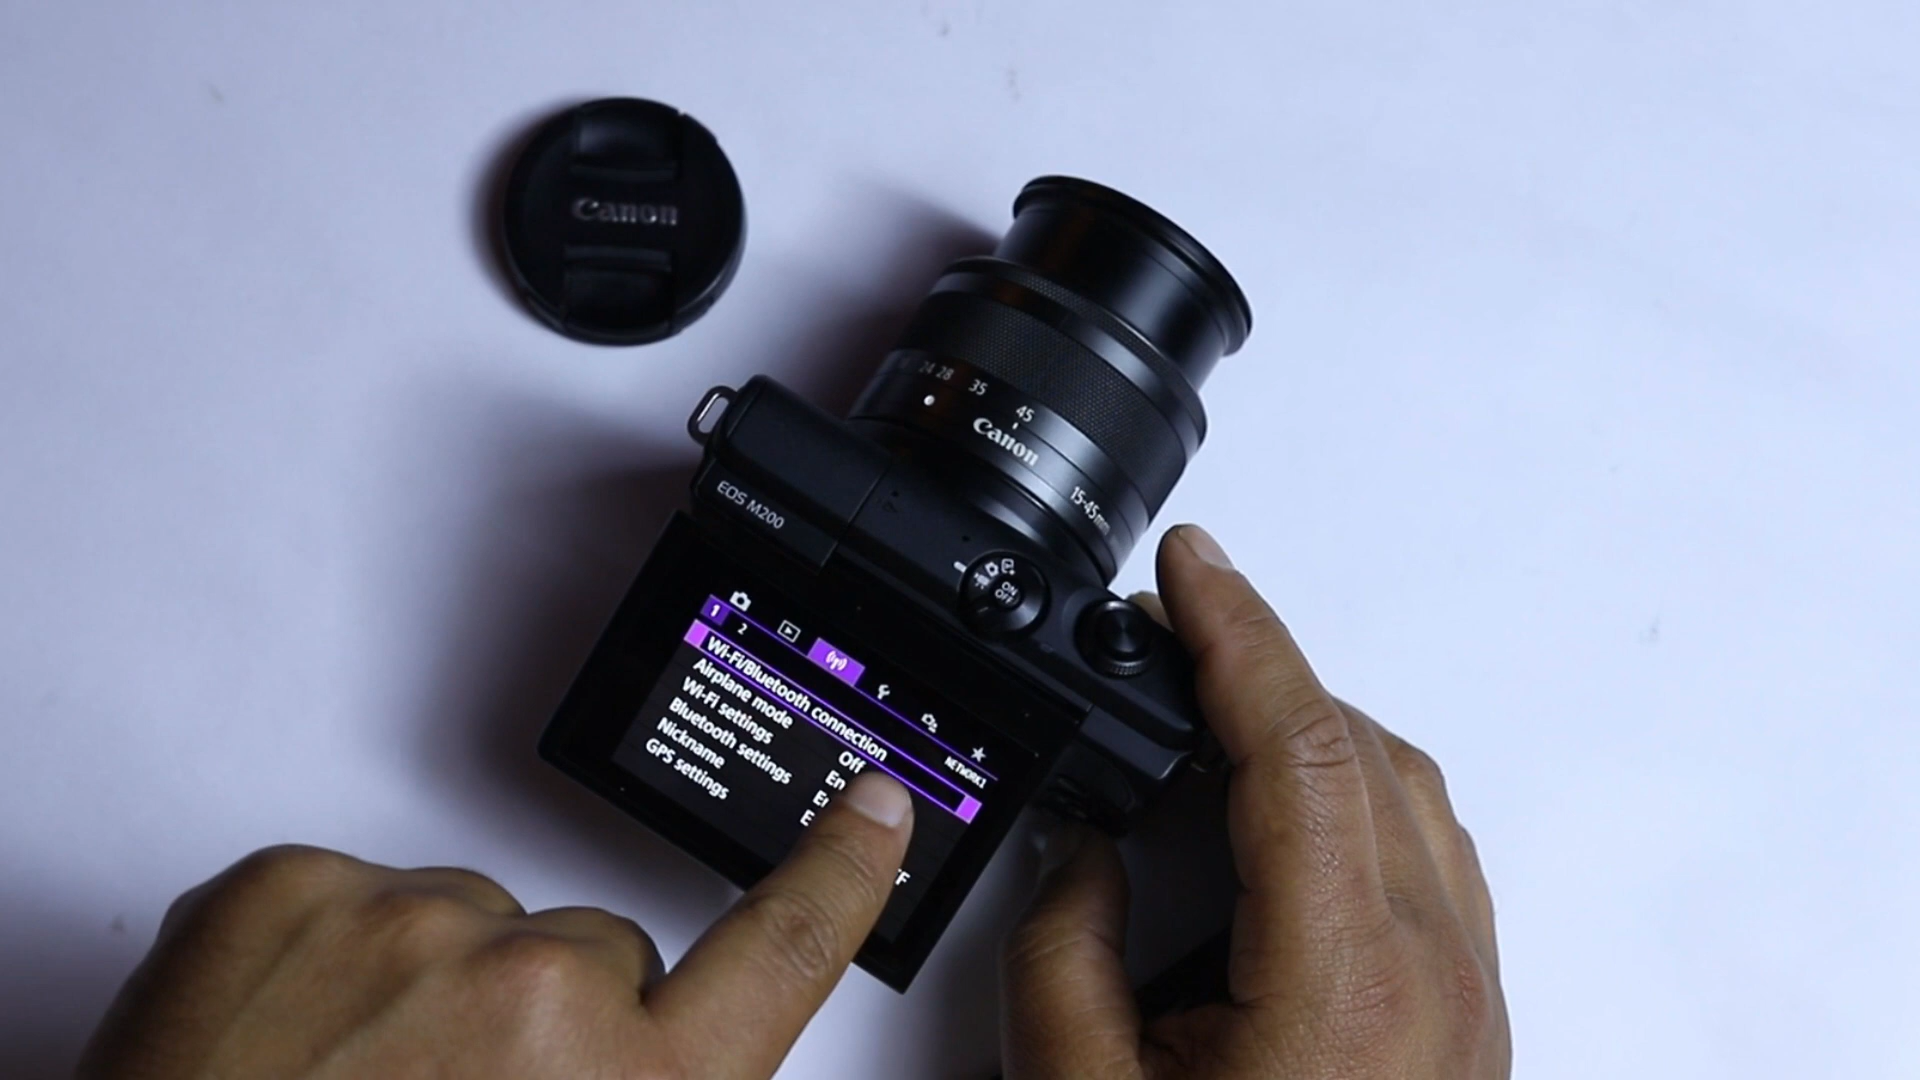 Canon
24 28 35 45
Canon
15-45mm
EOS M200
ON
OFF
1 2
NETWORK1
Wi-Fi/Bluetooth connection
Airplane mode Off
Wi-Fi settings
Bluetooth settings
Nickname
GPS settings